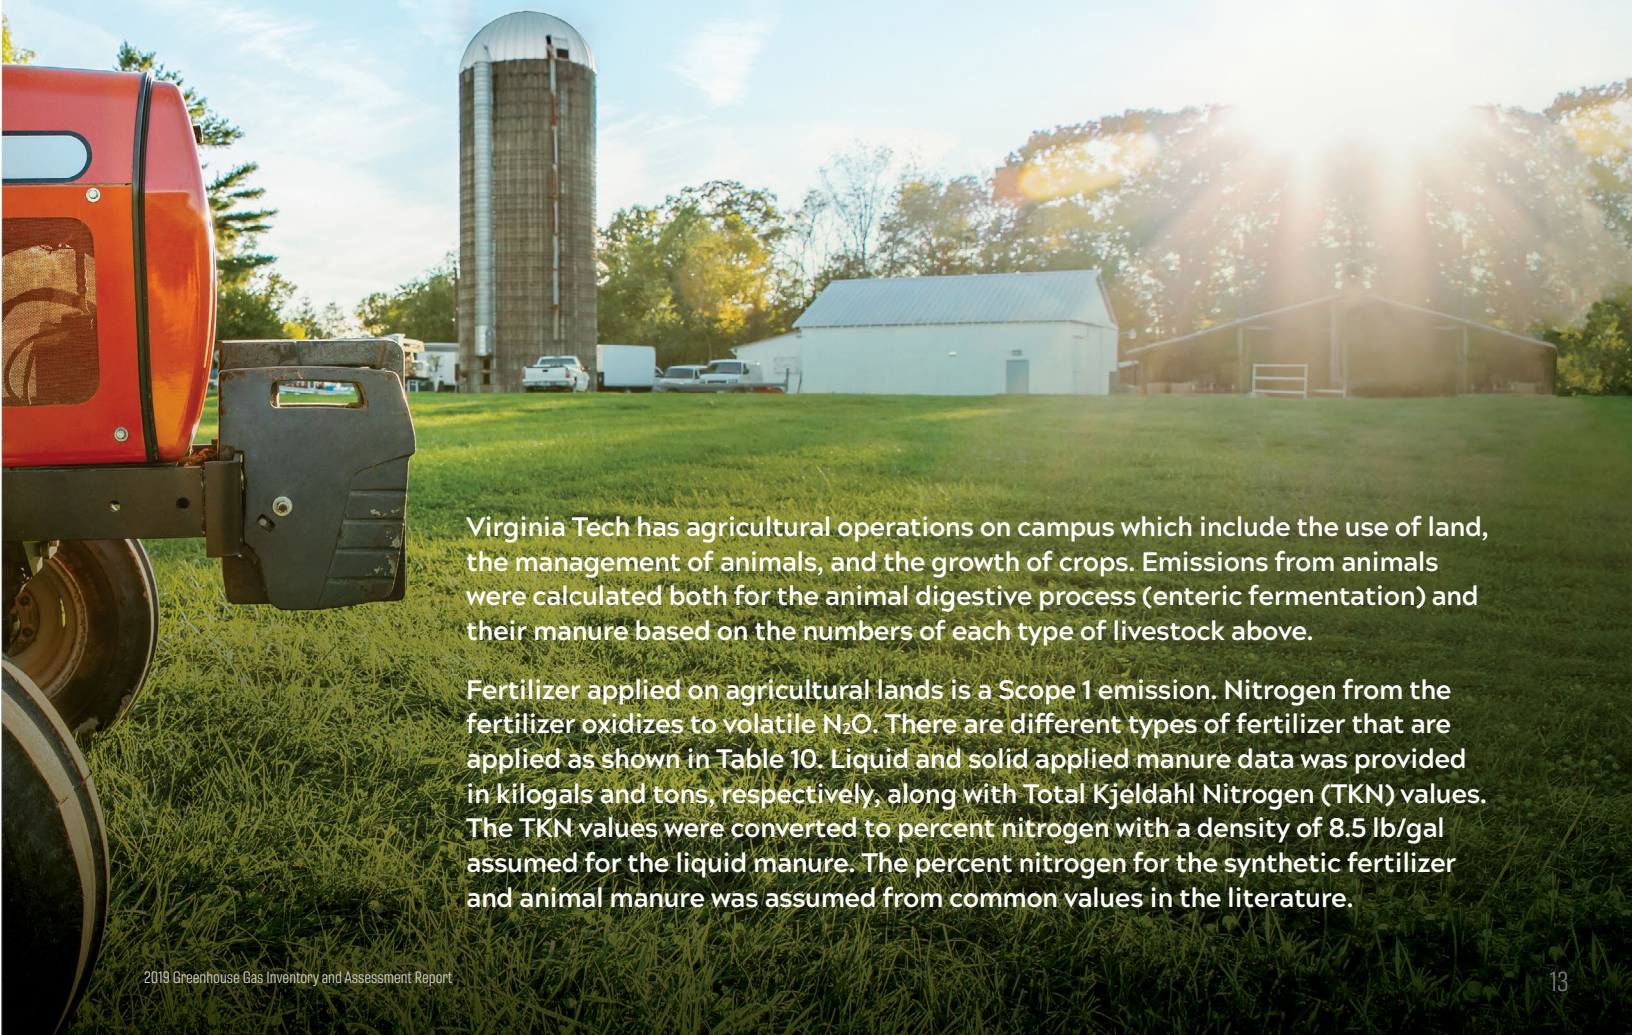 Virginia Tech has agricultural operations on campus which include the use of land,
the management of animals, and the growth of crops. Emissions from animals
were calculated both for the animal digestive process (enteric fermentation) and
their manure based on the numbers of each type of livestock above.
Fertilizer applied on agricultural lands is a Scope 1 emission. Nitrogen from the
fertilizer oxidizes to volatile N₂O. There are different types of fertilizer that are
applied as shown in Table 10. Liquid and solid applied manure data was provided
in kilogals and tons, respectively, along with Total Kjeldahl Nitrogen (TKN) values.
The TKN values were converted to percent nitrogen with a density of 8.5 lb/gal
assumed for the liquid manure. The percent nitrogen for the synthetic fertilizer
and animal manure was assumed from common values in the literature.
2019 Greenhouse Gas Inventory and Assessment Report
13